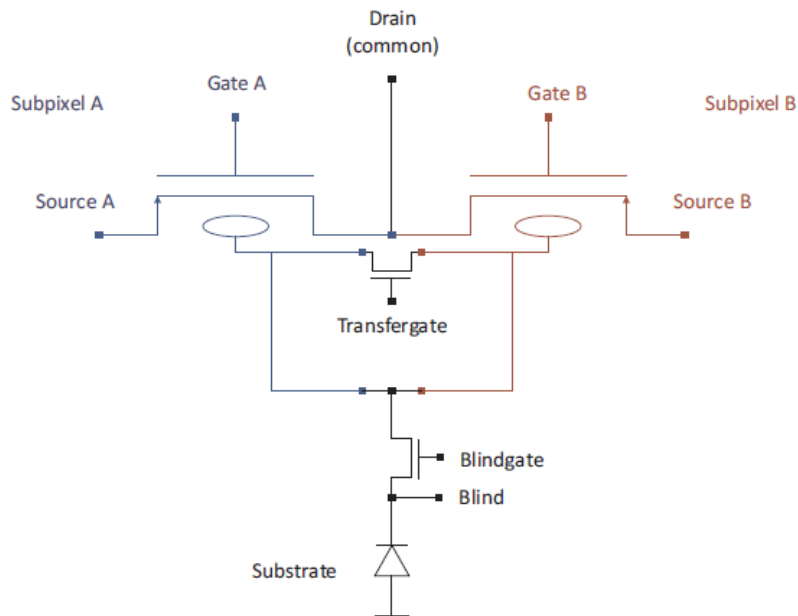 Drain
(common)
Gate A
Gate B
Subpixel A
Subpixel B
Source A
Source B
Transfergate
Blindgate
Blind
Substrate